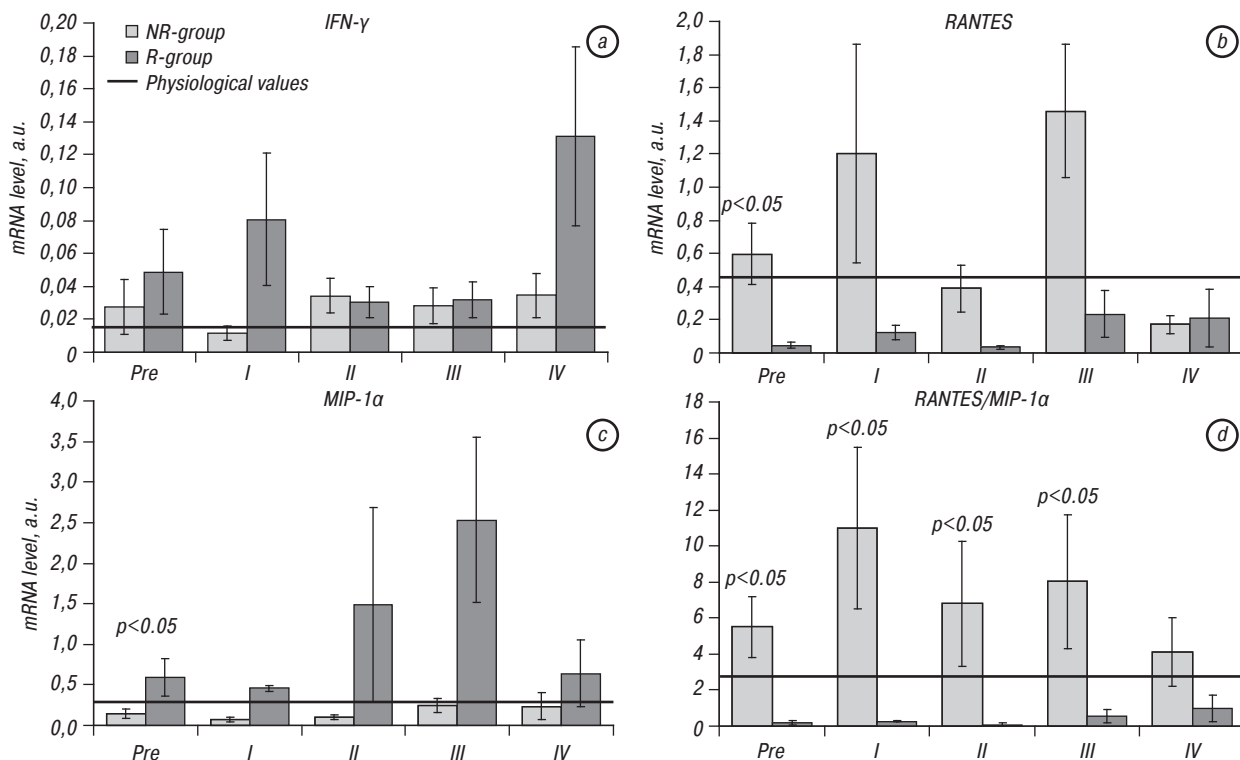 IFN-γ
a
mRNA level, a.u.
0,20
0,18
0,16
0,14
0,12
0,10
0,08
0,06
0,04
0,02
0
NR-group
R-group
Physiological values
Pre I II III IV
RANTES
b
mRNA level, a.u.
2,0
1,8
1,6
1,4
1,2
1,0
0,8
0,6
0,4
0,2
0
p<0.05
Pre I II III IV
MIP-1α
c
mRNA level, a.u.
4,0
3,5
3,0
2,5
2,0
1,5
1,0
0,5
0,0
p<0.05
Pre I II III IV
RANTES/MIP-1α
d
18
16
14
12
10
8
6
4
2
0
p<0.05
p<0.05
p<0.05
p<0.05
Pre I II III IV